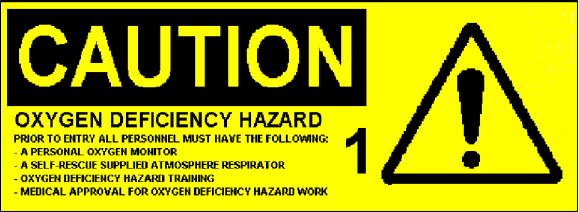 CAUTION
OXYGEN DEFICIENCY HAZARD
PRIOR TO ENTRY ALL PERSONNEL MUST HAVE THE FOLLOWING:
- A PERSONAL OXYGEN MONITOR
- A SELF-RESCUE SUPPLIED ATMOSPHERE RESPIRATOR
- OXYGEN DEFICIENCY HAZARD TRAINING
- MEDICAL APPROVAL FOR OXYGEN DEFICIENCY HAZARD WORK
1
!